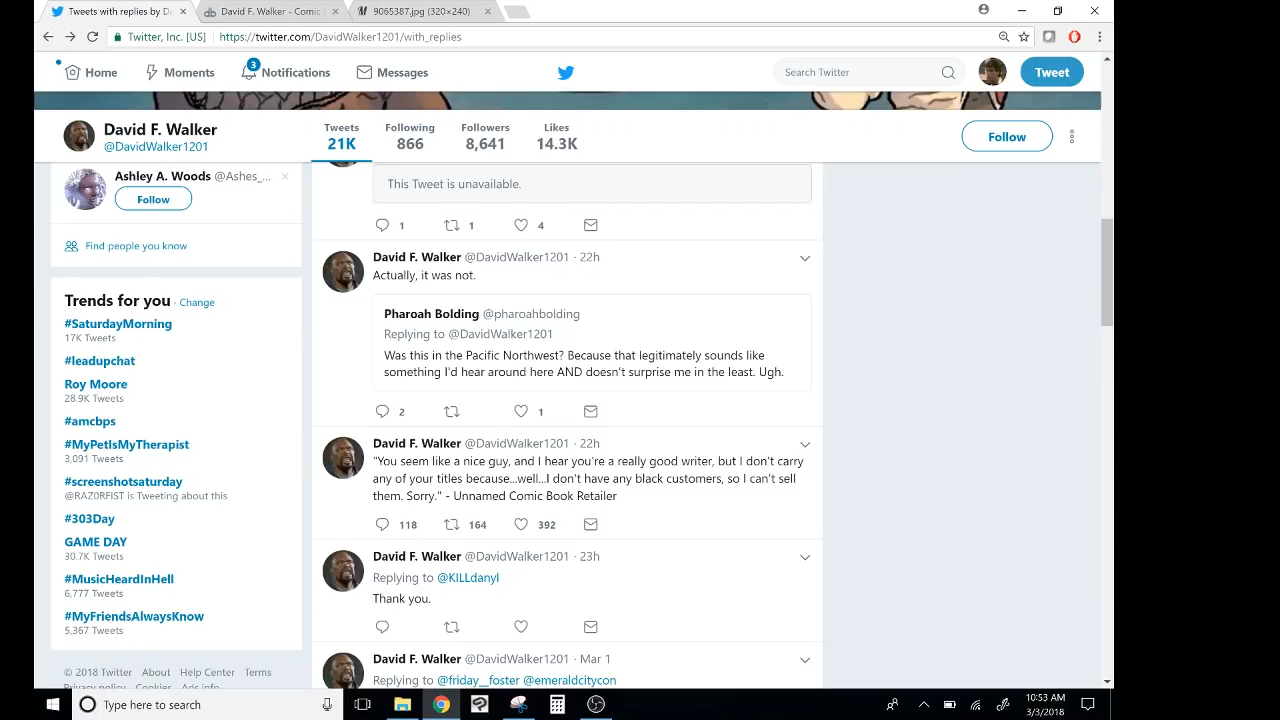 Tweets with replies by Da
David F. Walker - Comic
9065387.jpg (320×240)
Twitter, Inc. [US]
https://twitter.com/DavidWalker1201/with_replies
Home
Moments
3
Notifications
Messages
Search Twitter
Tweet
David F. Walker
@DavidWalker1201
Tweets
21K
Following
866
Followers
8,641
Likes
14.3K
Follow
Ashley A. Woods @Ashes_...
Follow
Find people you know
Trends for you · Change
#SaturdayMorning
17K Tweets
#leadupchat
Roy Moore
28.9K Tweets
#amcbps
#MyPetIsMyTherapist
3,091 Tweets
#screenshotsaturday
@RAZ0RFIST is Tweeting about this
#303Day
GAME DAY
30.7K Tweets
#MusicHeardInHell
6,777 Tweets
#MyFriendsAlwaysKnow
5,367 Tweets
© 2018 Twitter About Help Center Terms
Privacy policy Cookies Ads info
This Tweet is unavailable.
1 1 4
David F. Walker @DavidWalker1201 · 22h
Actually, it was not.
Pharoah Bolding @pharoahbolding
Replying to @DavidWalker1201
Was this in the Pacific Northwest? Because that legitimately sounds like
something I'd hear around here AND doesn't surprise me in the least. Ugh.
2 1
David F. Walker @DavidWalker1201 · 22h
"You seem like a nice guy, and I hear you're a really good writer, but I don't carry
any of your titles because...well...I don't have any black customers, so I can't sell
them. Sorry." - Unnamed Comic Book Retailer
118 164 392
David F. Walker @DavidWalker1201 · 23h
Replying to @KILLdanyl
Thank you.
David F. Walker @DavidWalker1201 · Mar 1
Replying to @friday__foster @emeraldcitycon
Type here to search
10:53 AM
3/3/2018